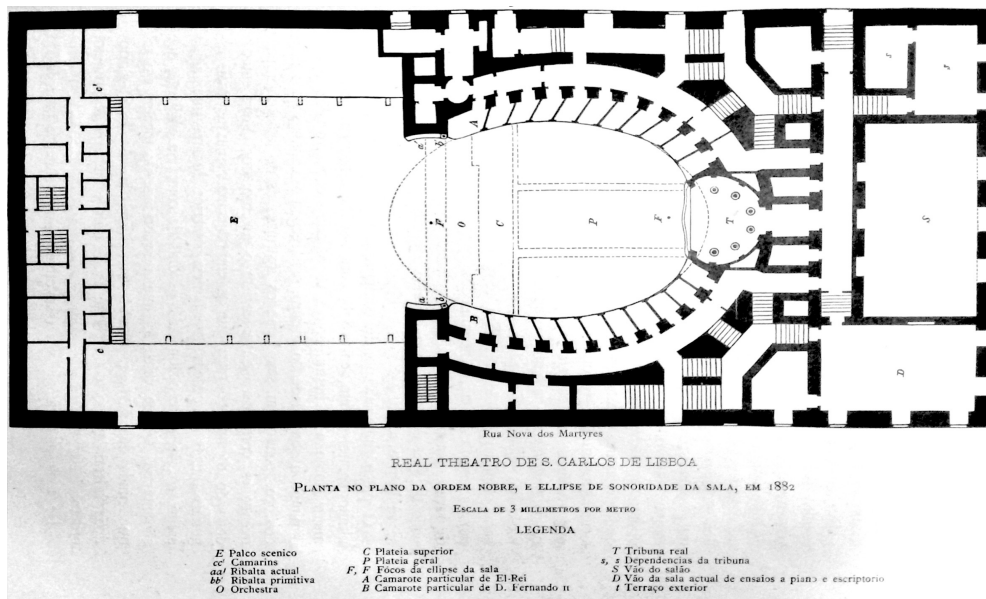 c'
s
s
A
a
b
E
F
O
C
P
F
T
S
a
b
B
c
D
Rua Nova dos Martyres
REAL THEATRO DE S. CARLOS DE LISBOA
PLANTA NO PLANO DA ORDEM NOBRE, E ELLIPSE DE SONORIDADE DA SALA, EM 1882
ESCALA DE 3 MILLIMETROS POR METRO
LEGENDA
E Palco scenico
cc' Camarins
aa' Ribalta actual
bb' Ribalta primitiva
O Orchestra
C Plateia superior
P Plateia geral
F, F Fócos da ellipse da sala
A Camarote particular de El-Rei
B Camarote particular de D. Fernando II
T Tribuna real
s, s Dependencias da tribuna
S Vão do salão
D Vão da sala actual de ensaios a piano e escriptorio
t Terraço exterior